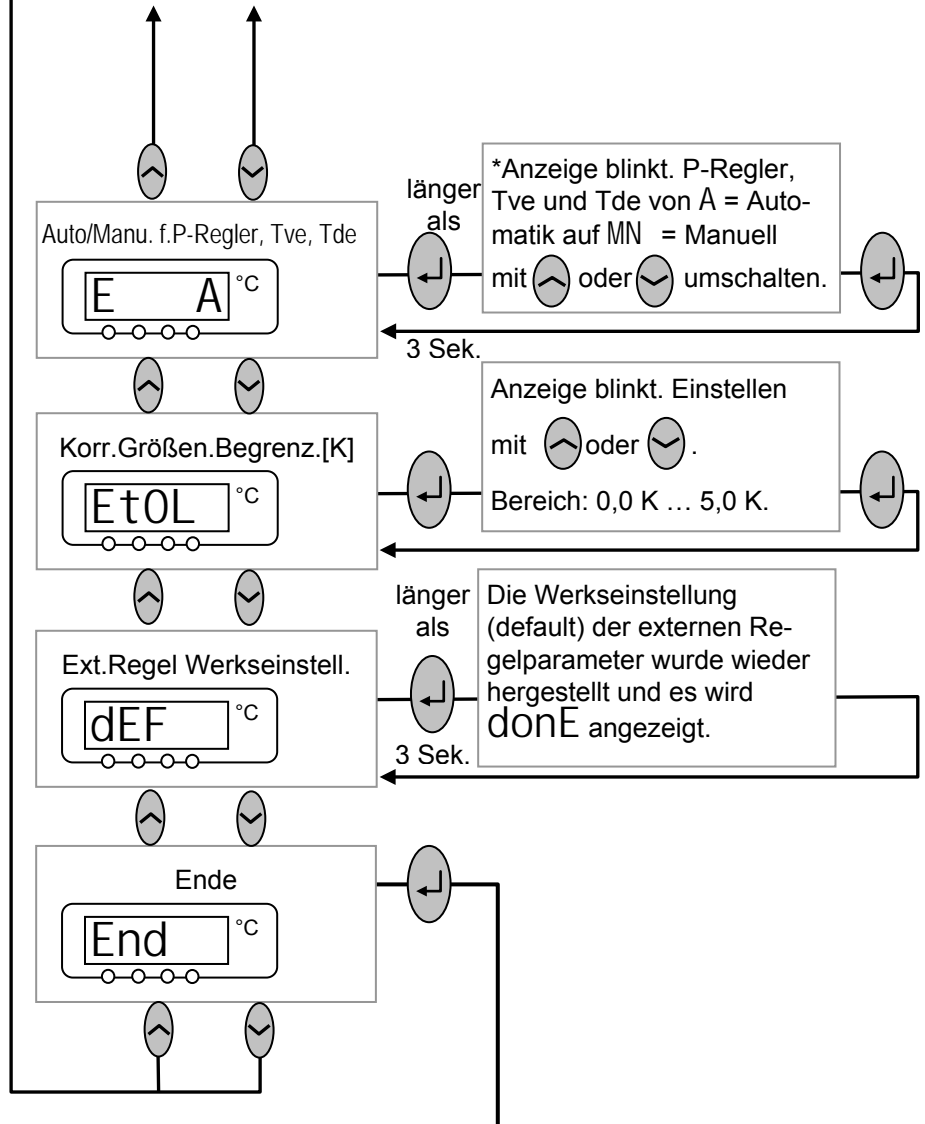 länger
als
*Anzeige blinkt. P-Regler,
Tve und Tde von A = Auto-
matik auf MN = Manuell
mit oder umschalten.
Auto/Manu. f.P-Regler, Tve, Tde
E A °C
3 Sek.
Korr.Größen.Begrenz.[K]
EtOL °C
Anzeige blinkt. Einstellen
mit oder .
Bereich: 0,0 K … 5,0 K.
länger
als
3 Sek.
Ext.Regel Werkseinstell.
dEF °C
Die Werkseinstellung
(default) der externen Re-
gelparameter wurde wieder
hergestellt und es wird
donE angezeigt.
Ende
End °C